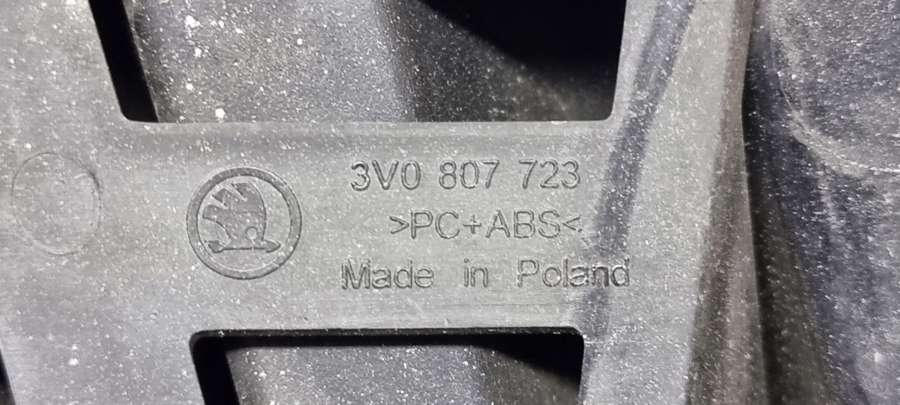 3V0 807 723
>PC+ABS<
Made in Poland